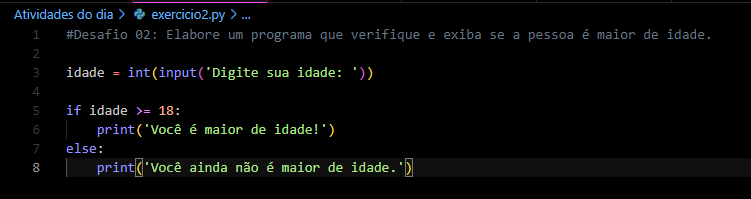 Atividades do dia > exercicio2.py > ...
1 #Desafio 02: Elabore um programa que verifique e exiba se a pessoa é maior de idade.
2
3 idade = int(input('Digite sua idade: '))
4
5 if idade >= 18:
6     print('Você é maior de idade!')
7 else:
8     print('Você ainda não é maior de idade.')